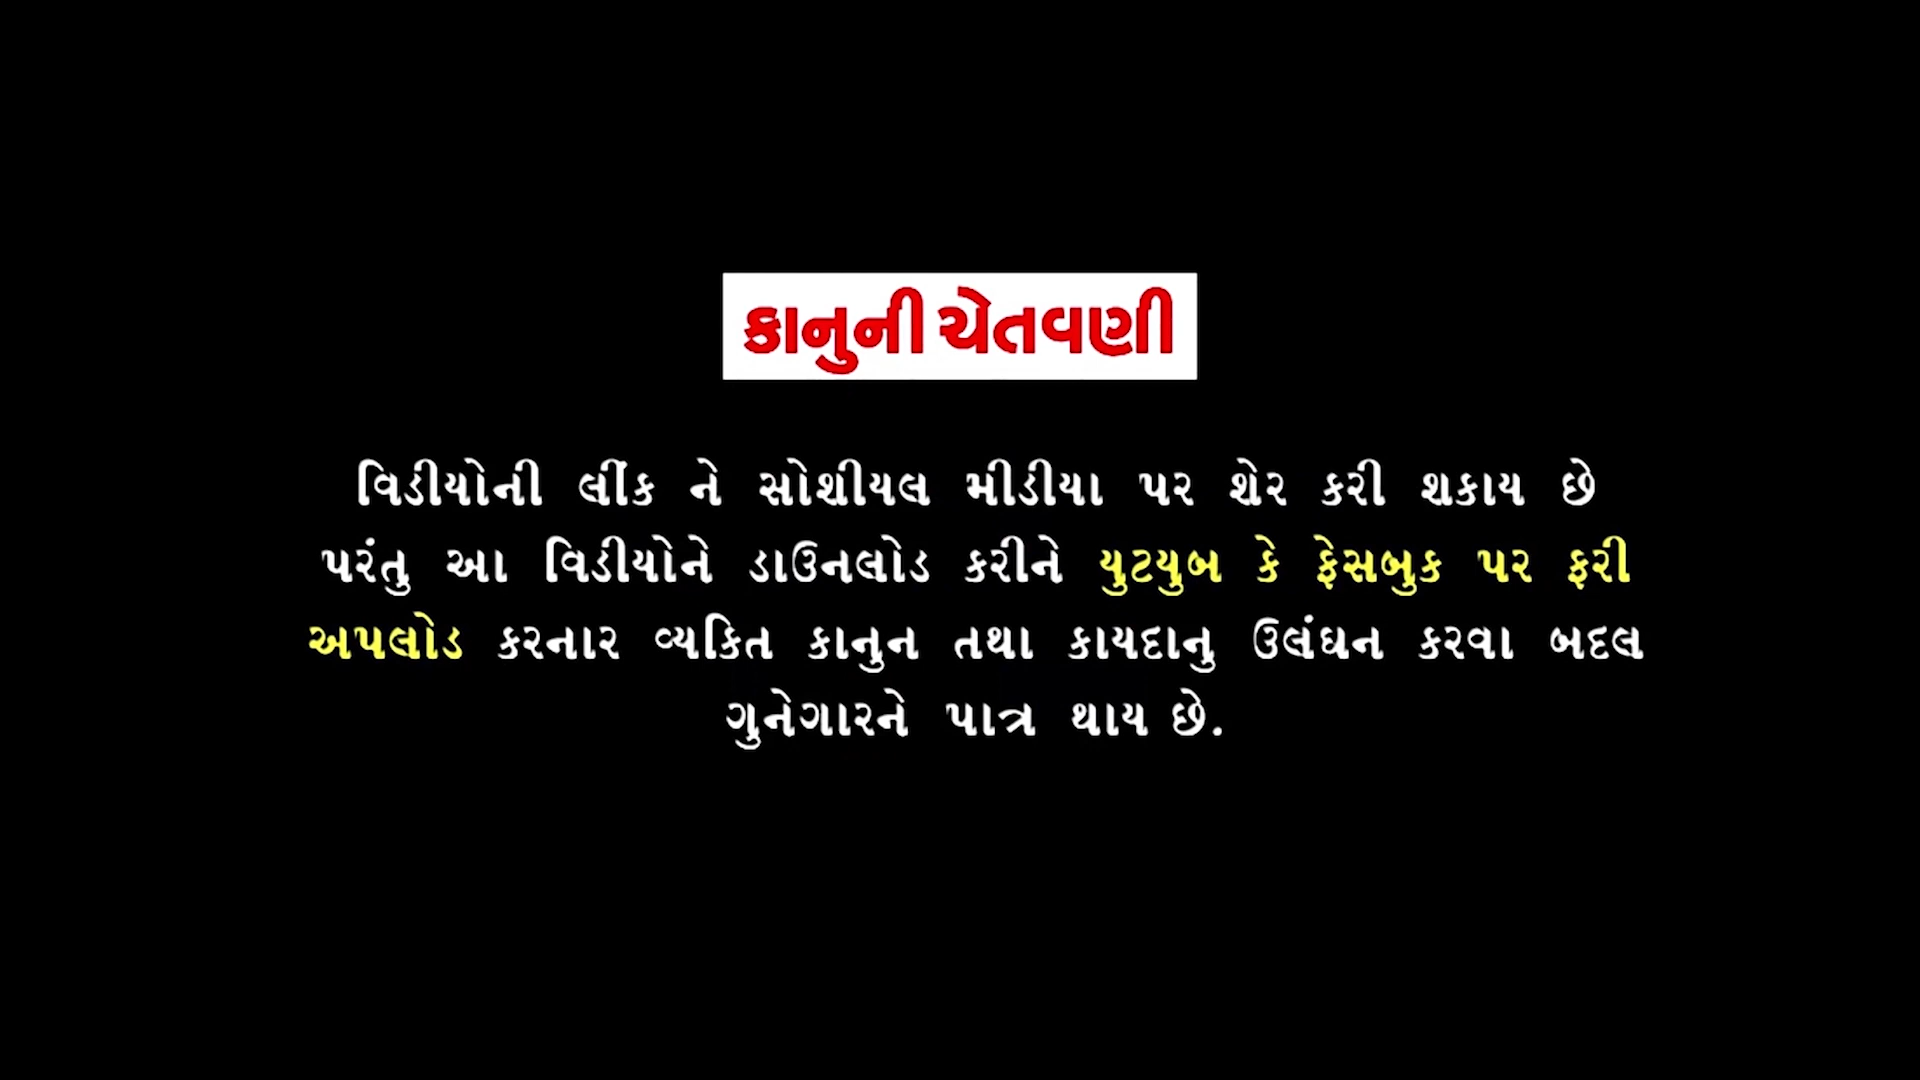 કાનુની ચેતવણી
વિડીયોની લીંક ને સોશીયલ મીડીયા પર શેર કરી શકાય છે
પરંતુ આ વિડીયોને ડાઉનલોડ કરીને યુટયુબ કે ફેસબુક પર ફરી
અપલોડ કરનાર વ્યકિત કાનુન તથા કાયદાનુ ઉલંઘન કરવા બદલ
ગુનેગારને પાત્ર થાય છે.